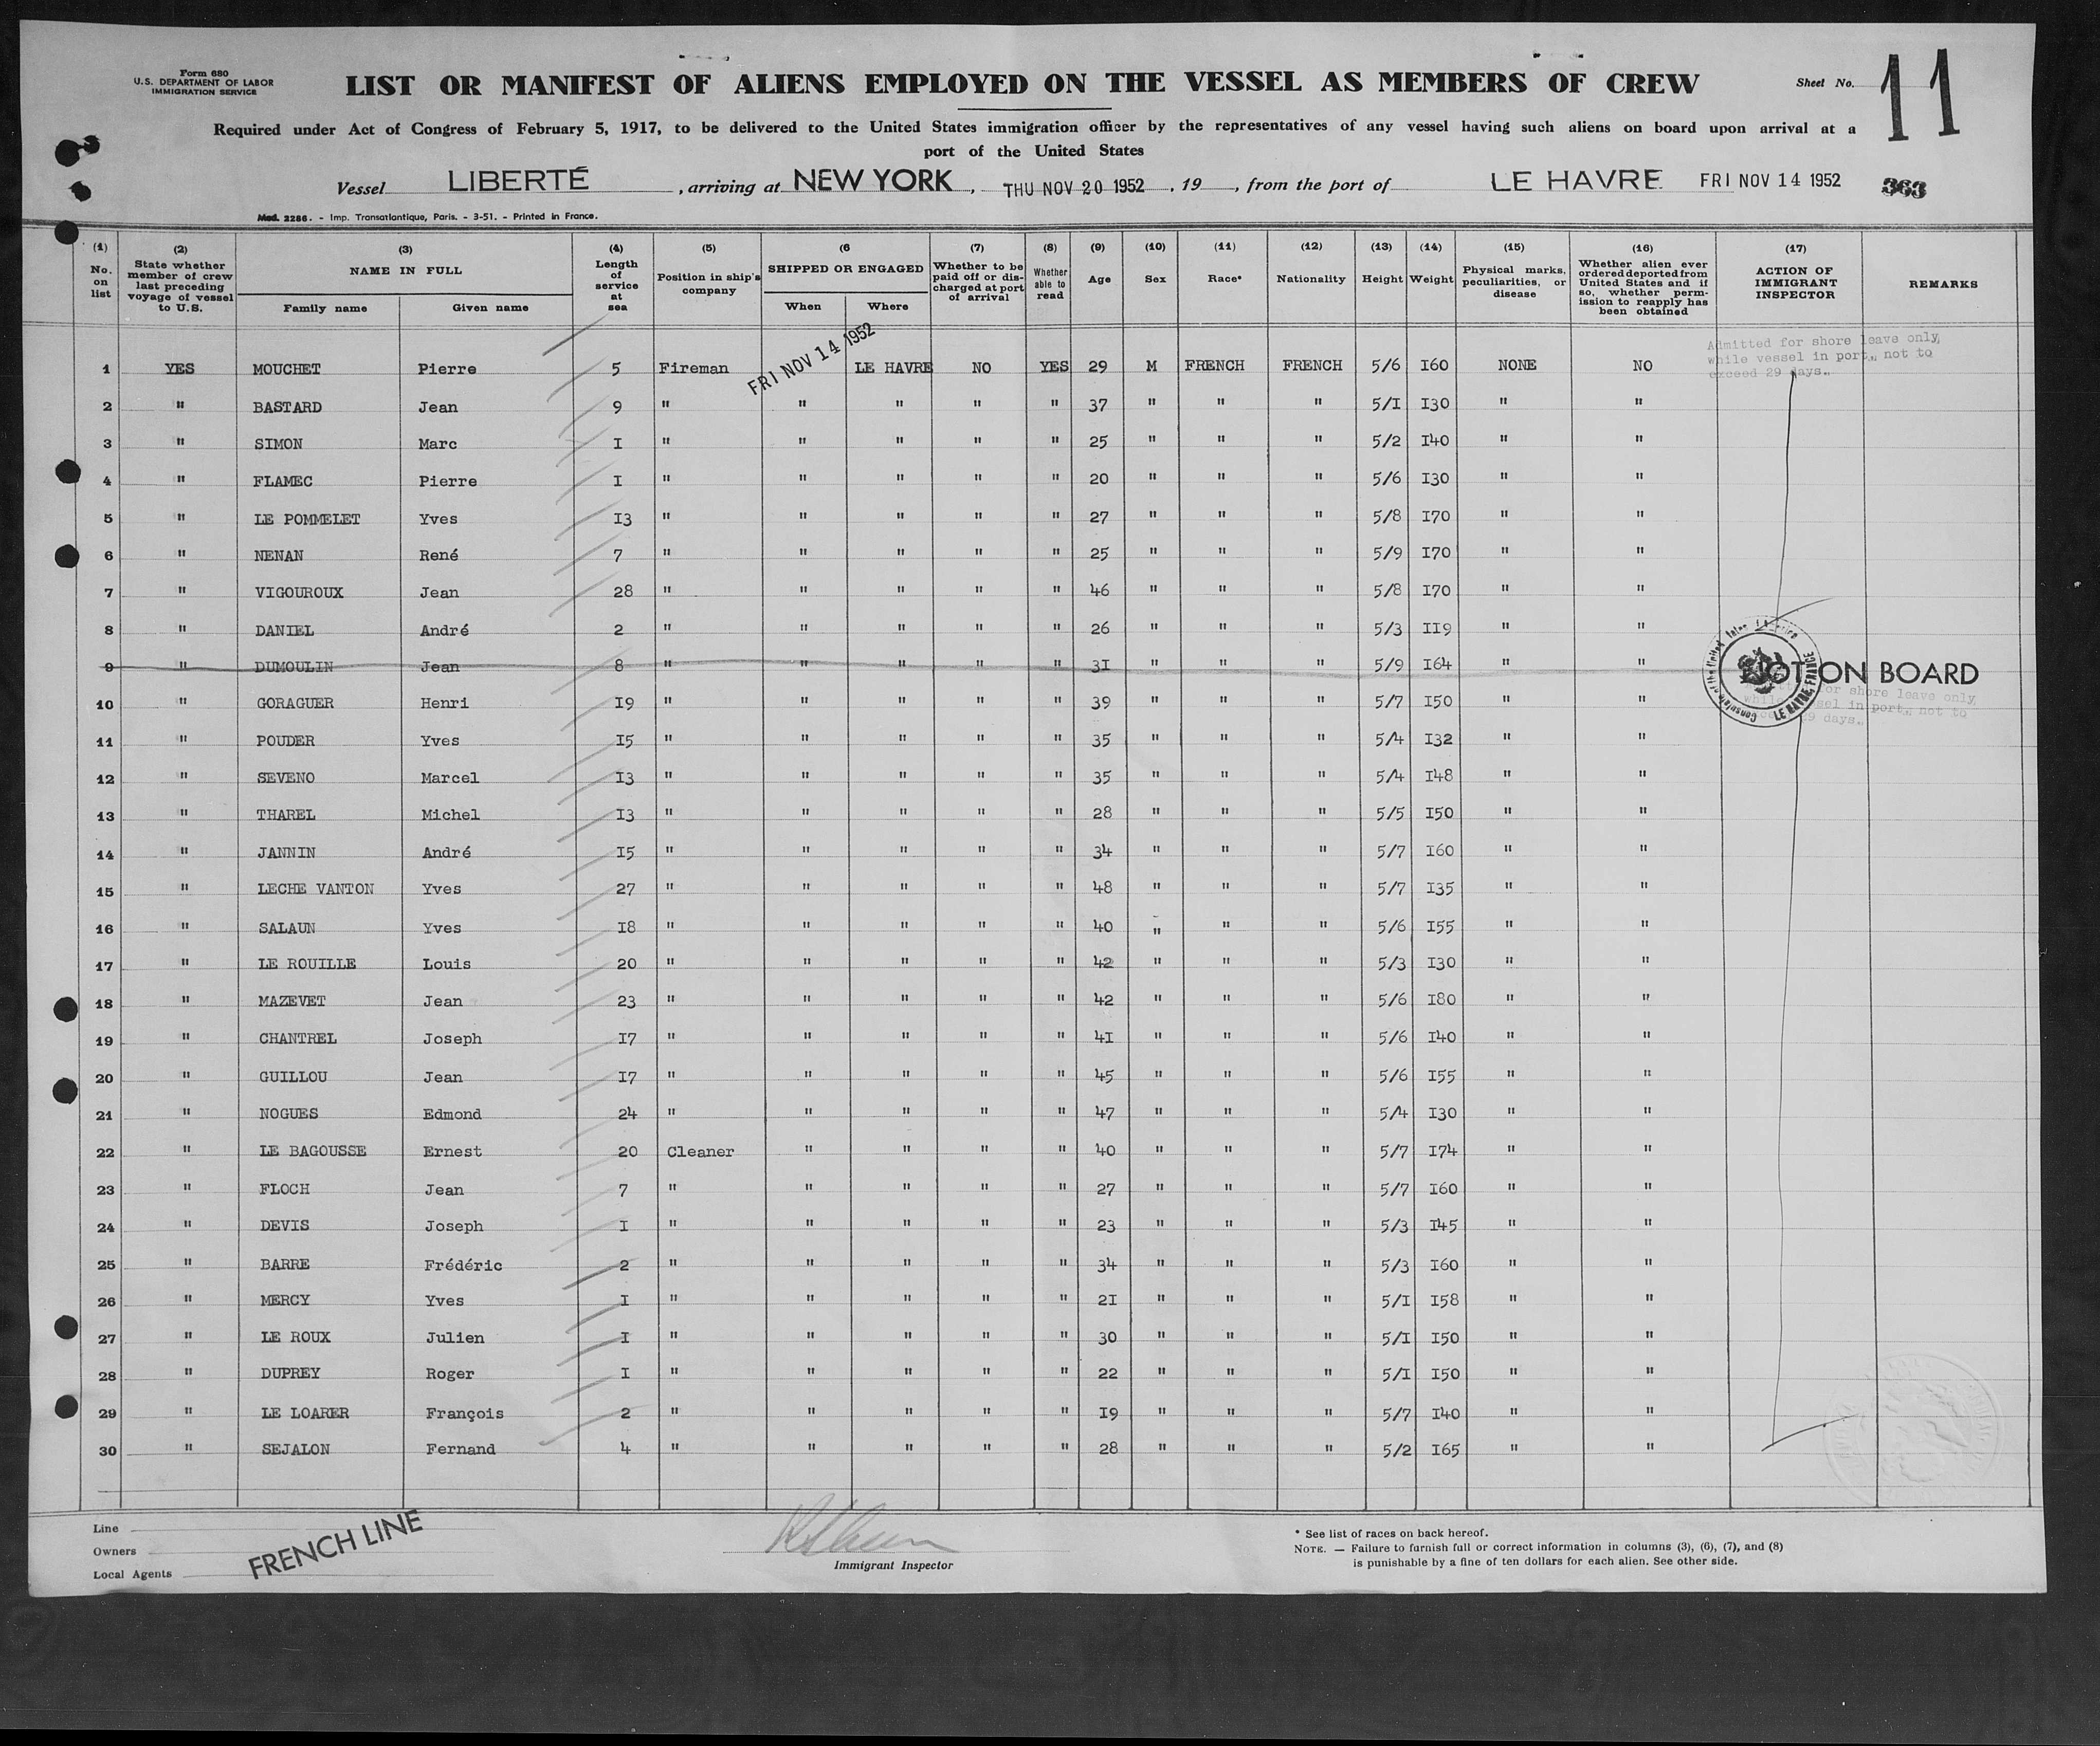 Form 680
U.S. DEPARTMENT OF LABOR
IMMIGRATION SERVICE
LIST OR MANIFEST OF ALIENS EMPLOYED ON THE VESSEL AS MEMBERS OF CREW
Sheet No. 11
Required under Act of Congress of February 5, 1917, to be delivered to the United States immigration officer by the representatives of any vessel having such aliens on board upon arrival at a
port of the United States
Vessel LIBERTÉ , arriving at NEW YORK , THU NOV 20 1952 , 19 , from the port of LE HAVRE FRI NOV 14 1952 363
Mod. 2286. - Imp. Transatlantique, Paris. - 3-51. - Printed in France.
(1) No. on list (2) State whether member of crew last preceding voyage of vessel to U.S. (3) NAME IN FULL Family name Given name (4) Length of service at sea (5) Position in ship's company (6 SHIPPED OR ENGAGED When Where (7) Whether to be paid off or discharged at port of arrival (8) Whether able to read (9) Age (10) Sex (11) Race* (12) Nationality (13) Height (14) Weight (15) Physical marks, peculiarities, or disease (16) Whether alien ever ordered deported from United States and if so, whether permission to reapply has been obtained (17) ACTION OF IMMIGRANT INSPECTOR REMARKS
1 YES MOUCHET Pierre 5 Fireman FRI NOV 14 1952 LE HAVRE NO YES 29 M FRENCH FRENCH 5/6 I60 NONE NO Admitted for shore leave only, while vessel in port, not to exceed 29 days.
2 " BASTARD Jean 9 " " " " " 37 " " " 5/I I30 " "
3 " SIMON Marc I " " " " " 25 " " " 5/2 I40 " "
4 " FLAMEC Pierre I " " " " " 20 " " " 5/6 I30 " "
5 " LE POMMELET Yves I3 " " " " " 27 " " " 5/8 I70 " "
6 " NENAN René 7 " " " " " 25 " " " 5/9 I70 " "
7 " VIGOUROUX Jean 28 " " " " " 46 " " " 5/8 I70 " "
8 " DANIEL André 2 " " " " " 26 " " " 5/3 II9 " "
9 " DUMOULIN Jean 8 " " " " " 3I " " " 5/9 I64 " " NOT ON BOARD
10 " GORAGUER Henri I9 " " " " " 39 " " " 5/7 I50 " " for shore leave only, vessel in port, not to 29 days.
LE HAVRE, FRANCE
11 " POUDER Yves I5 " " " " " 35 " " " 5/4 I32 " "
12 " SEVENO Marcel I3 " " " " " 35 " " " 5/4 I48 " "
13 " THAREL Michel I3 " " " " " 28 " " " 5/5 I50 " "
14 " JANNIN André I5 " " " " " 34 " " " 5/7 I60 " "
15 " LECHE VANTON Yves 27 " " " " " 48 " " " 5/7 I35 " "
16 " SALAUN Yves I8 " " " " " 40 " " " 5/6 I55 " "
17 " LE ROUILLE Louis 20 " " " " " 42 " " " 5/3 I30 " "
18 " MAZEVET Jean 23 " " " " " 42 " " " 5/6 I80 " "
19 " CHANTREL Joseph I7 " " " " " 4I " " " 5/6 I40 " "
20 " GUILLOU Jean I7 " " " " " 45 " " " 5/6 I55 " "
21 " NOGUES Edmond 24 " " " " " 47 " " " 5/4 I30 " "
22 " LE BAGOUSSE Ernest 20 Cleaner " " " " 40 " " " 5/7 I74 " "
23 " FLOCH Jean 7 " " " " " 27 " " " 5/7 I60 " "
24 " DEVIS Joseph I " " " " " 23 " " " 5/3 I45 " "
25 " BARRE Frédéric 2 " " " " " 34 " " " 5/3 I60 " "
26 " MERCY Yves I " " " " " 2I " " " 5/I I58 " "
27 " LE ROUX Julien I " " " " " 30 " " " 5/I I50 " "
28 " DUPREY Roger I " " " " " 22 " " " 5/I I50 " "
29 " LE LOARER François 2 " " " " " I9 " " " 5/7 I40 " "
30 " SEJALON Fernand 4 " " " " " 28 " " " 5/2 I65 " "
Line
Owners
Local Agents
FRENCH LINE
Immigrant Inspector
* See list of races on back hereof.
NOTE. — Failure to furnish full or correct information in columns (3), (6), (7), and (8)
is punishable by a fine of ten dollars for each alien. See other side.